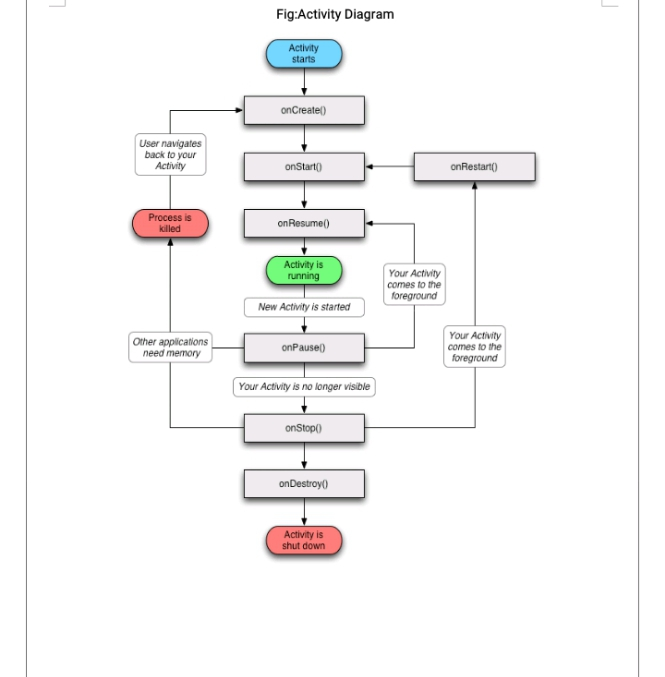 Fig:Activity Diagram
Activity
starts
onCreate()
User navigates
back to your
Activity
onStart()
onRestart()
Process is
killed
onResume()
Activity is
running
Your Activity
comes to the
foreground
New Activity is started
Other applications
need memory
onPause()
Your Activity
comes to the
foreground
Your Activity is no longer visible
onStop()
onDestroy()
Activity is
shut down